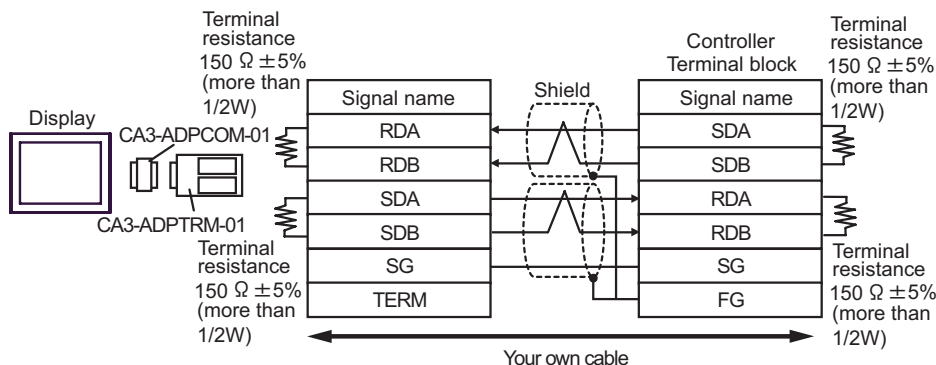 Terminal
resistance
150 Ω ±5%
(more than
1/2W)
Display
CA3-ADPCOM-01
CA3-ADPTRM-01
Terminal
resistance
150 Ω ±5%
(more than
1/2W)
Signal name
RDA
RDB
SDA
SDB
SG
TERM
Shield
Controller
Terminal block
Signal name
SDA
SDB
RDA
RDB
SG
FG
Terminal
resistance
150 Ω ±5%
(more than
1/2W)
Terminal
resistance
150 Ω ±5%
(more than
1/2W)
Your own cable